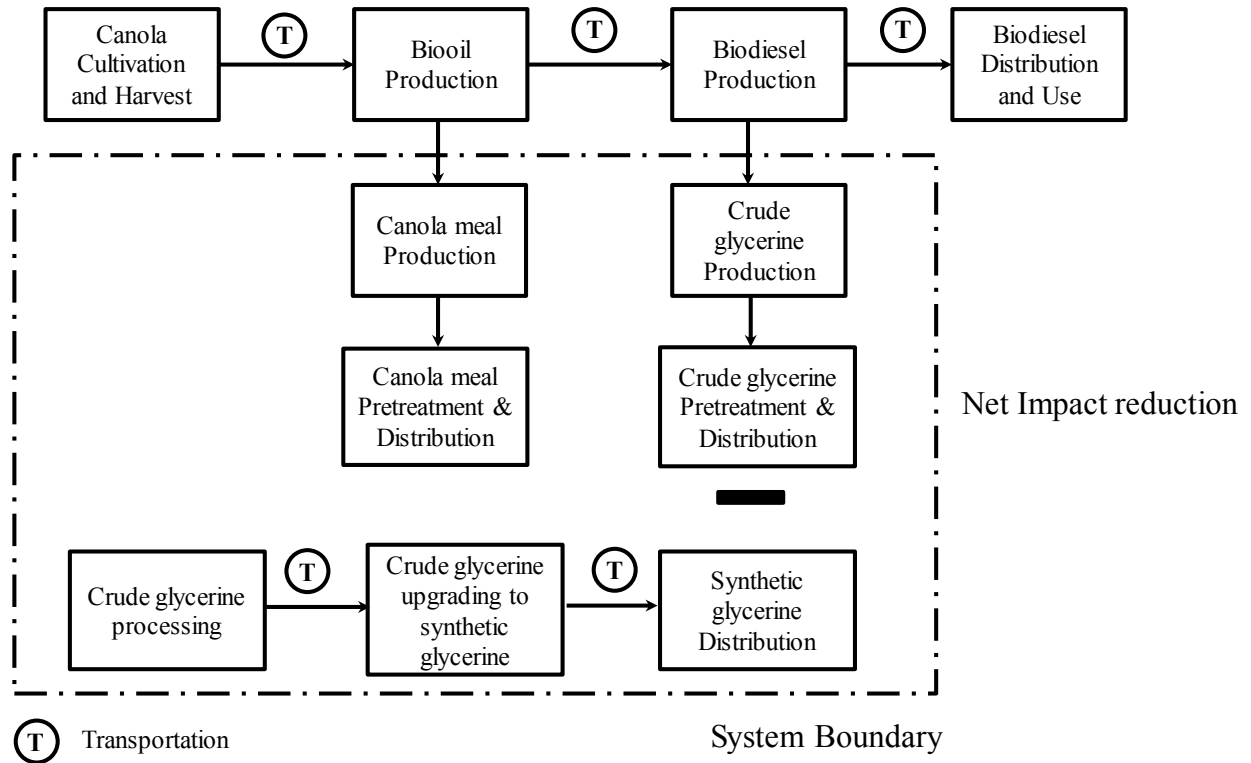 T
T
T
Canola
Cultivation
and Harvest
Biooil
Production
Biodiesel
Production
Biodiesel
Distribution
and Use
Canola meal
Production
Crude
glycerine
Production
Canola meal
Pretreatment &
Distribution
Crude glycerine
Pretreatment &
Distribution
Net Impact reduction
Crude glycerine
processing
T
Crude glycerine
upgrading to
synthetic
glycerine
T
Synthetic
glycerine
Distribution
T Transportation
System Boundary